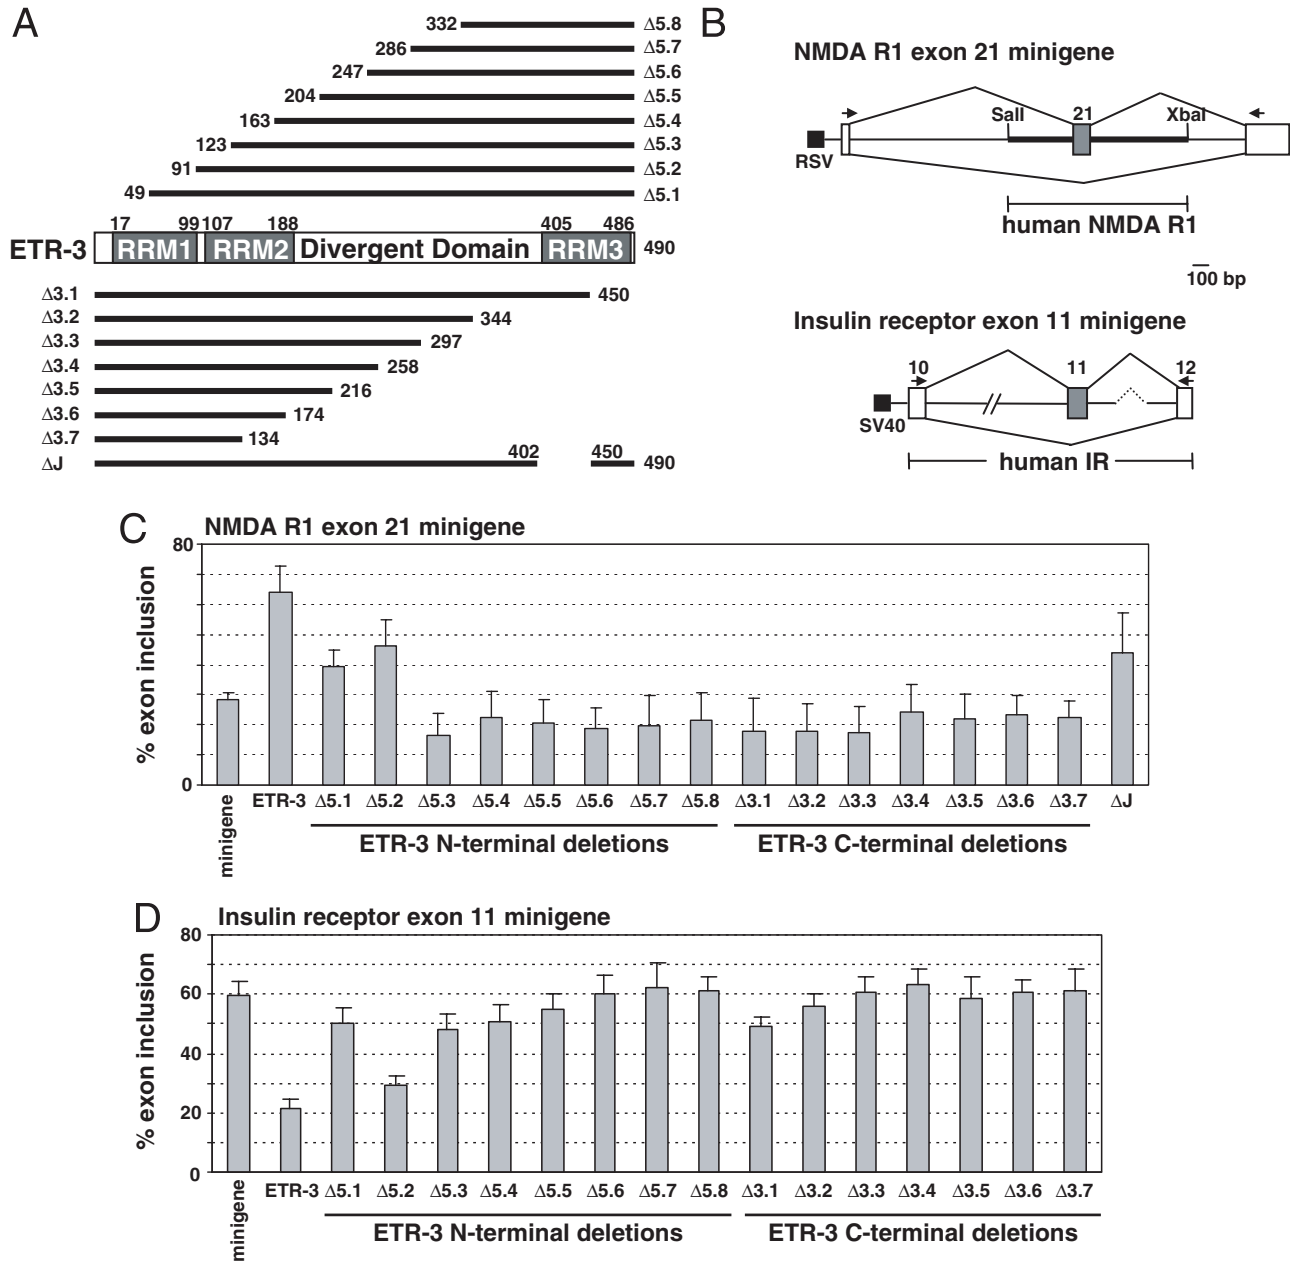 A
332 Δ5.8
286 Δ5.7
247 Δ5.6
204 Δ5.5
163 Δ5.4
123 Δ5.3
91 Δ5.2
49 Δ5.1
17 99 107 188 405 486
ETR-3 RRM1 RRM2 Divergent Domain RRM3 490
Δ3.1 450
Δ3.2 344
Δ3.3 297
Δ3.4 258
Δ3.5 216
Δ3.6 174
Δ3.7 134
ΔJ 402 450 490
B
NMDA R1 exon 21 minigene
SalI 21 XbaI
RSV
human NMDA R1
100 bp
Insulin receptor exon 11 minigene
10 11 12
SV40
human IR
C
NMDA R1 exon 21 minigene
% exon inclusion
80
0
minigene ETR-3 Δ5.1 Δ5.2 Δ5.3 Δ5.4 Δ5.5 Δ5.6 Δ5.7 Δ5.8 Δ3.1 Δ3.2 Δ3.3 Δ3.4 Δ3.5 Δ3.6 Δ3.7 ΔJ
ETR-3 N-terminal deletions ETR-3 C-terminal deletions
D
Insulin receptor exon 11 minigene
% exon inclusion
80
60
40
20
0
minigene ETR-3 Δ5.1 Δ5.2 Δ5.3 Δ5.4 Δ5.5 Δ5.6 Δ5.7 Δ5.8 Δ3.1 Δ3.2 Δ3.3 Δ3.4 Δ3.5 Δ3.6 Δ3.7
ETR-3 N-terminal deletions ETR-3 C-terminal deletions